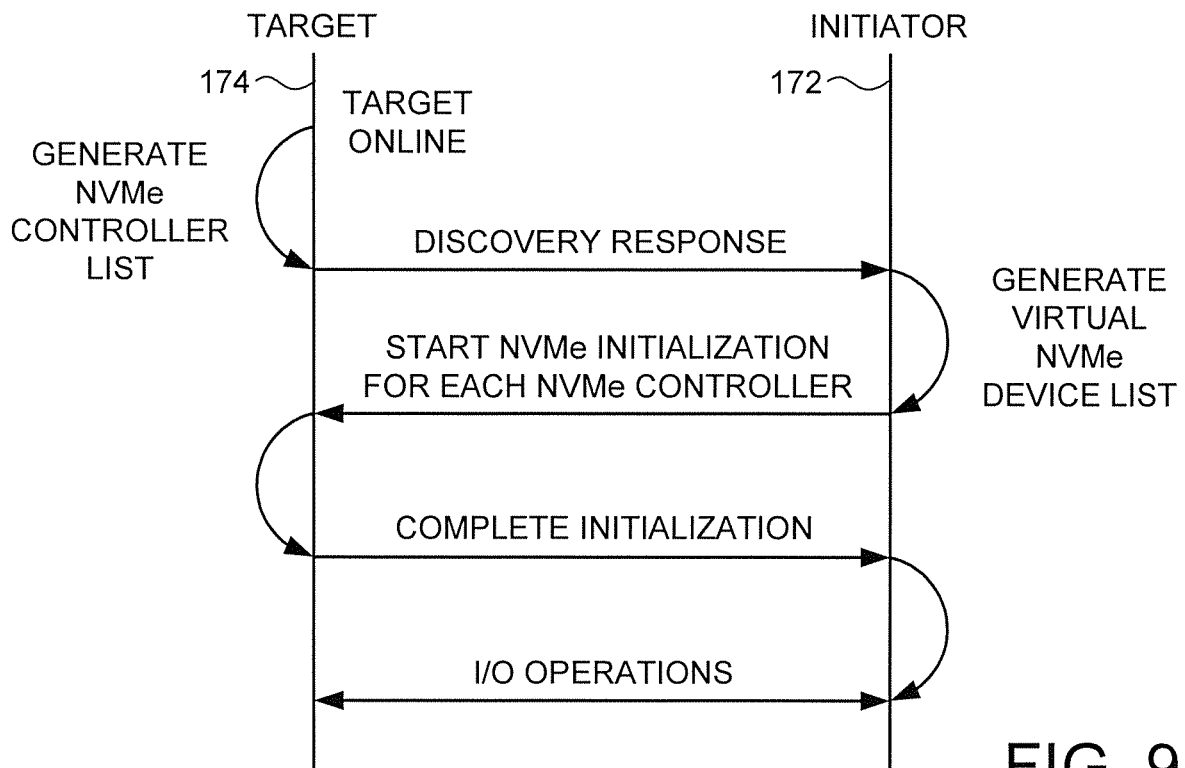 TARGET
INITIATOR
174
172
TARGET
ONLINE
GENERATE
NVMe
CONTROLLER
LIST
DISCOVERY RESPONSE
GENERATE
VIRTUAL
NVMe
DEVICE LIST
START NVMe INITIALIZATION
FOR EACH NVMe CONTROLLER
COMPLETE INITIALIZATION
I/O OPERATIONS
FIG. 9